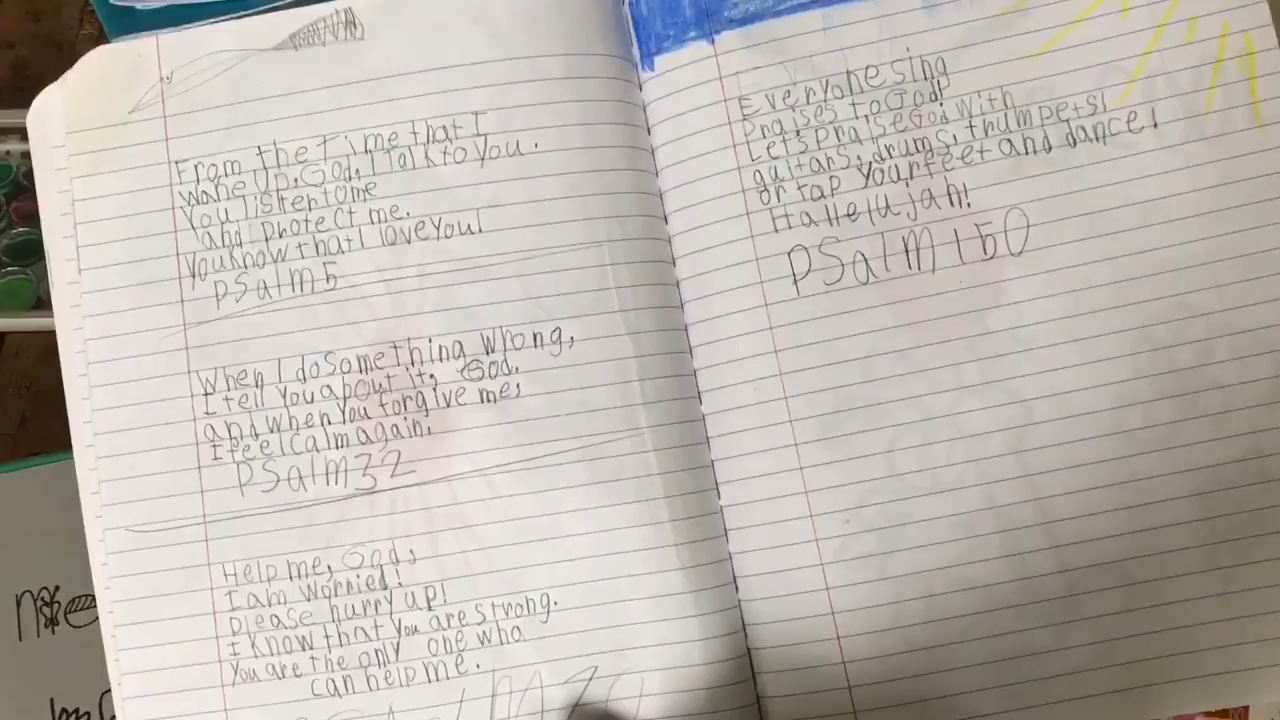 From the time that I
wake up, God, I talk to you.
You listen to me
and protect me.
You know that I love you!
PSalm 5
When I do something wrong,
I tell you about it, God.
and when you forgive me,
I feel calm again.
PSalm 32
Help me, God,
I am worried!
please hurry up!
I know that you are strong.
You are the only one who
can help me.
Everyone sing
Praises to God!
Let's praise God with
guitars, drums, trumpets!
or tap your feet and dance!
Hallelujah!
PSalm 150